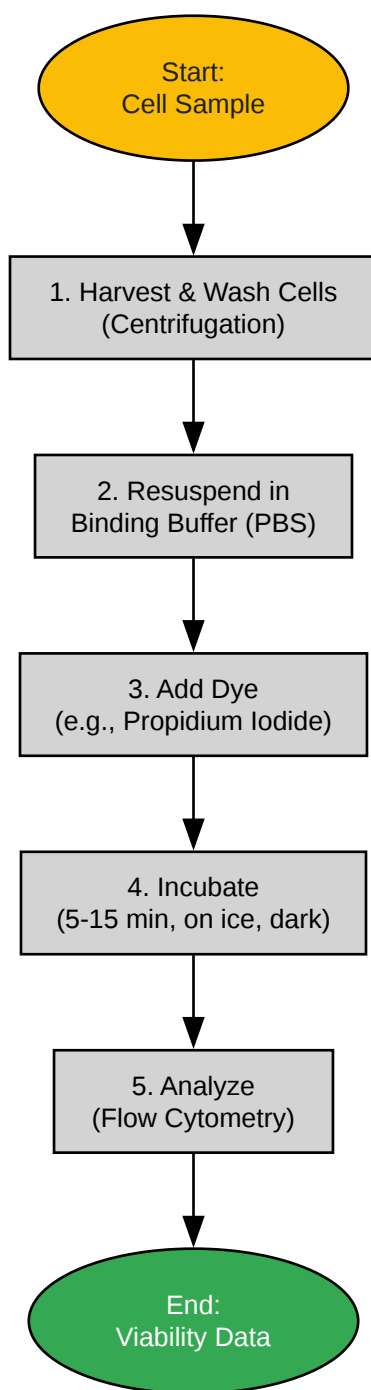 Start:
Cell Sample
1. Harvest & Wash Cells
(Centrifugation)
2. Resuspend in
Binding Buffer (PBS)
3. Add Dye
(e.g., Propidium Iodide)
4. Incubate
(5-15 min, on ice, dark)
5. Analyze
(Flow Cytometry)
End:
Viability Data